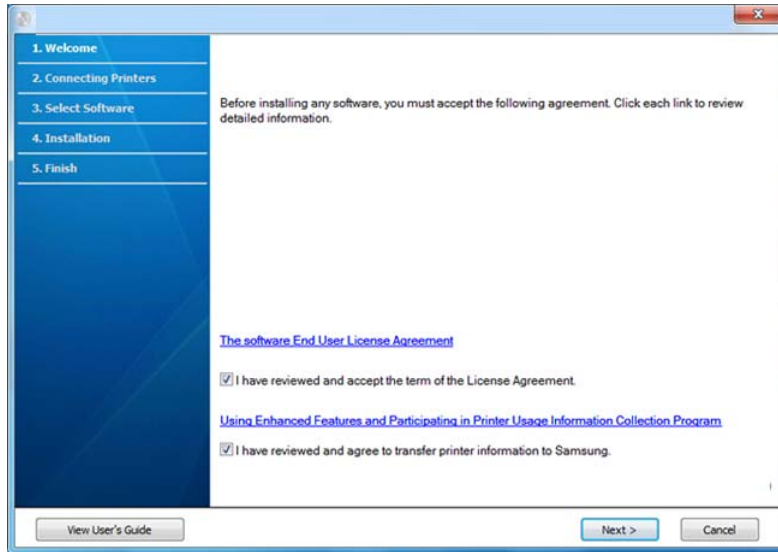 1. Welcome
2. Connecting Printers
3. Select Software
4. Installation
5. Finish
Before installing any software, you must accept the following agreement. Click each link to review
detailed information.
The software End User License Agreement
I have reviewed and accept the term of the License Agreement.
Using Enhanced Features and Participating in Printer Usage Information Collection Program
I have reviewed and agree to transfer printer information to Samsung.
View User's Guide
Next >
Cancel